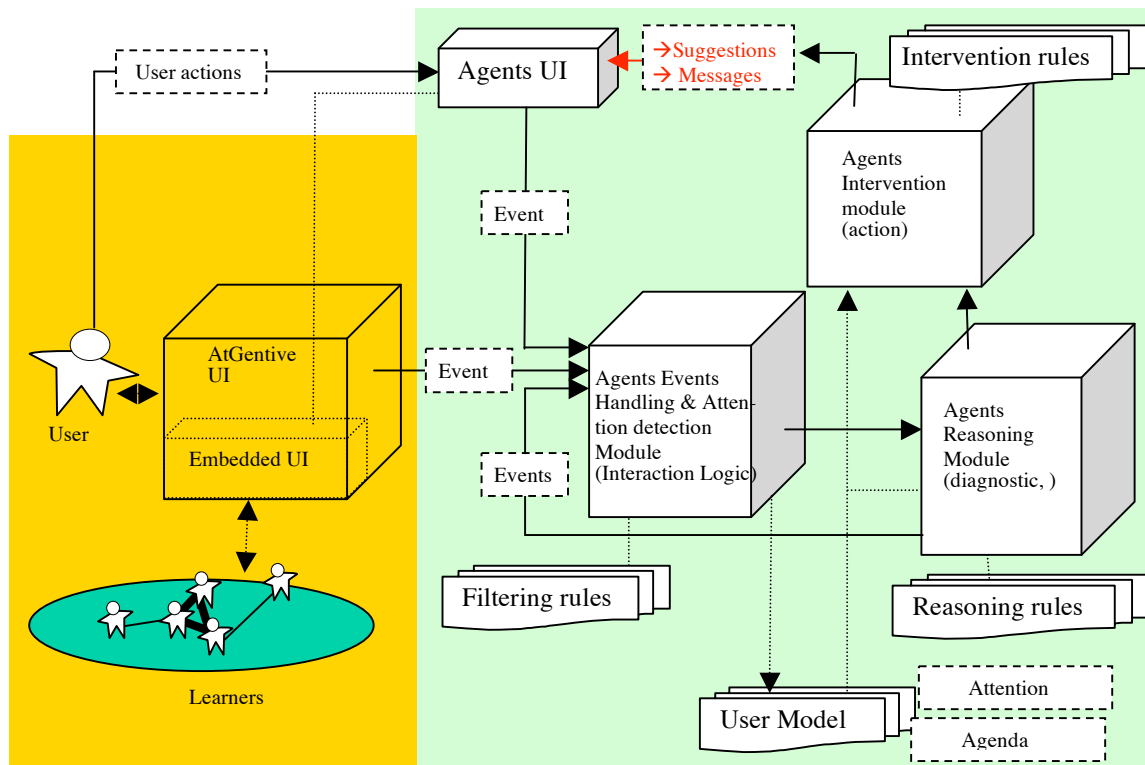 User actions
Agents UI
→Suggestions
→ Messages
Intervention rules
Agents
Intervention
module
(action)
Event
AtGentive
UI
Event
User
Embedded UI
Agents Events
Handling & Atten-
tion detection
Module
(Interaction Logic)
Agents
Reasoning
Module
(diagnostic, )
Events
Filtering rules
Reasoning rules
Learners
User Model
Attention
Agenda